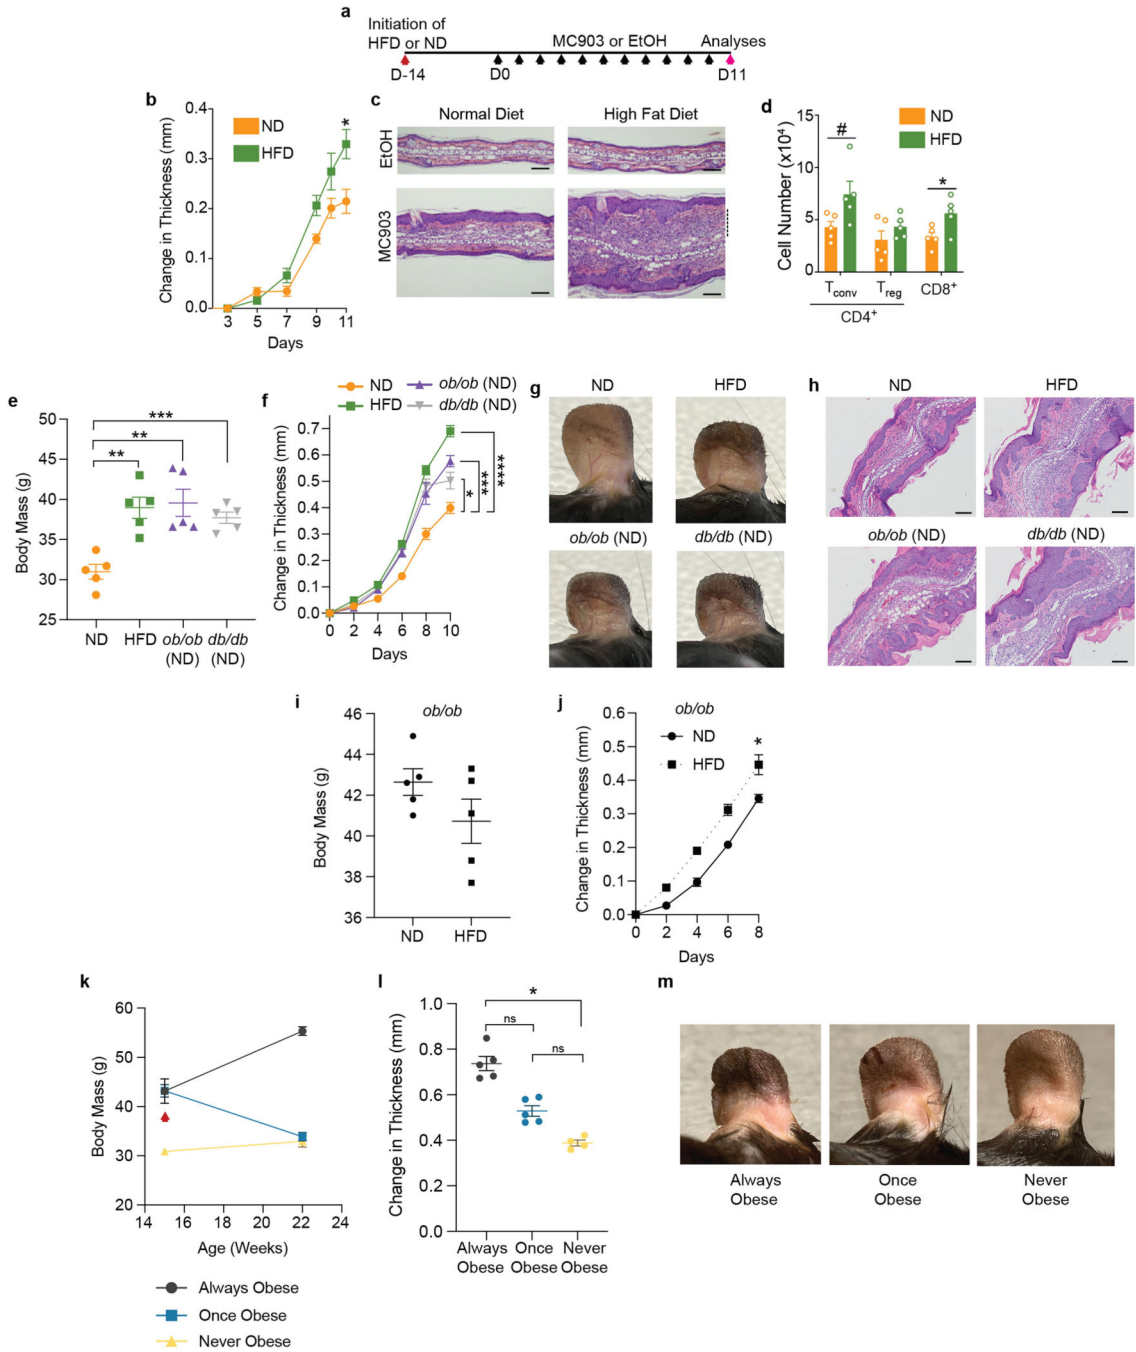 a
Initiation of
HFD or ND
MC903 or EtOH
Analyses
D-14
D0
D11
b
ND
HFD
*
Change in Thickness (mm)
0.4
0.3
0.2
0.1
0.0
3 5 7 9 11
Days
c
Normal Diet
High Fat Diet
EtOH
MC903
d
ND
HFD
#
*
Cell Number (x10⁴)
15
10
5
0
Tconv
Treg
CD8⁺
CD4⁺
e
***
**
**
Body Mass (g)
50
45
40
35
30
25
ND
HFD
ob/ob
(ND)
db/db
(ND)
f
ND
HFD
ob/ob (ND)
db/db (ND)
Change in Thickness (mm)
0.7
0.6
0.5
0.4
0.3
0.2
0.1
0.0
*
***
****
0 2 4 6 8 10
Days
g
ND
HFD
ob/ob (ND)
db/db (ND)
h
ND
HFD
ob/ob (ND)
db/db (ND)
i
ob/ob
Body Mass (g)
46
44
42
40
38
36
ND
HFD
j
ob/ob
ND
HFD
*
Change in Thickness (mm)
0.6
0.5
0.4
0.3
0.2
0.1
0.0
0 2 4 6 8
Days
k
Body Mass (g)
60
50
40
30
20
14 16 18 20 22 24
Age (Weeks)
Always Obese
Once Obese
Never Obese
l
*
ns
ns
Change in Thickness (mm)
1.0
0.8
0.6
0.4
0.2
0.0
Always
Obese
Once
Obese
Never
Obese
m
Always
Obese
Once
Obese
Never
Obese